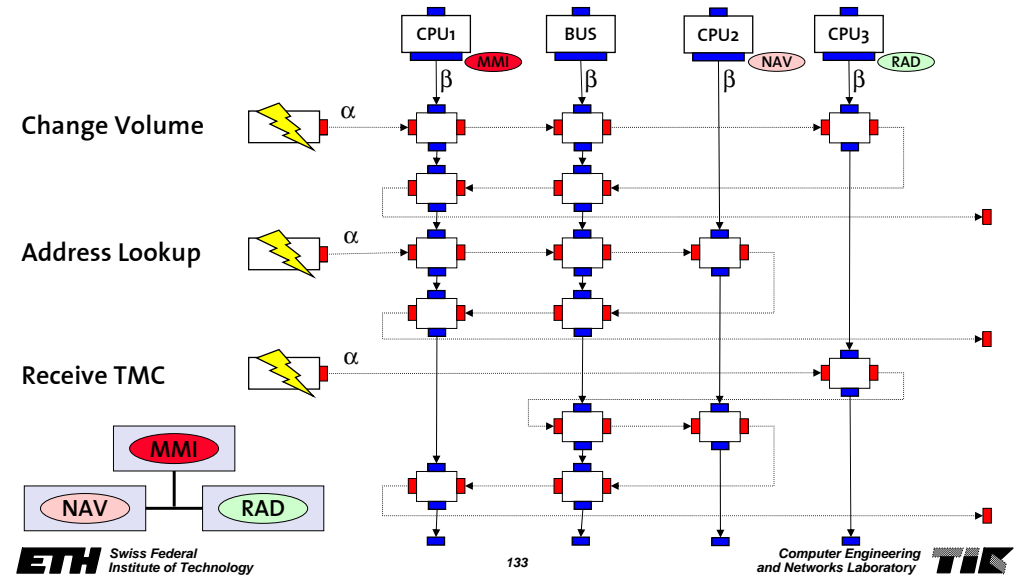 CPU1
BUS
CPU2
CPU3
MMI
NAV
RAD
β
β
β
β
Change Volume
α
Address Lookup
α
Receive TMC
α
MMI
NAV
RAD
ETH
Swiss Federal
Institute of Technology
133
Computer Engineering
and Networks Laboratory
TIK